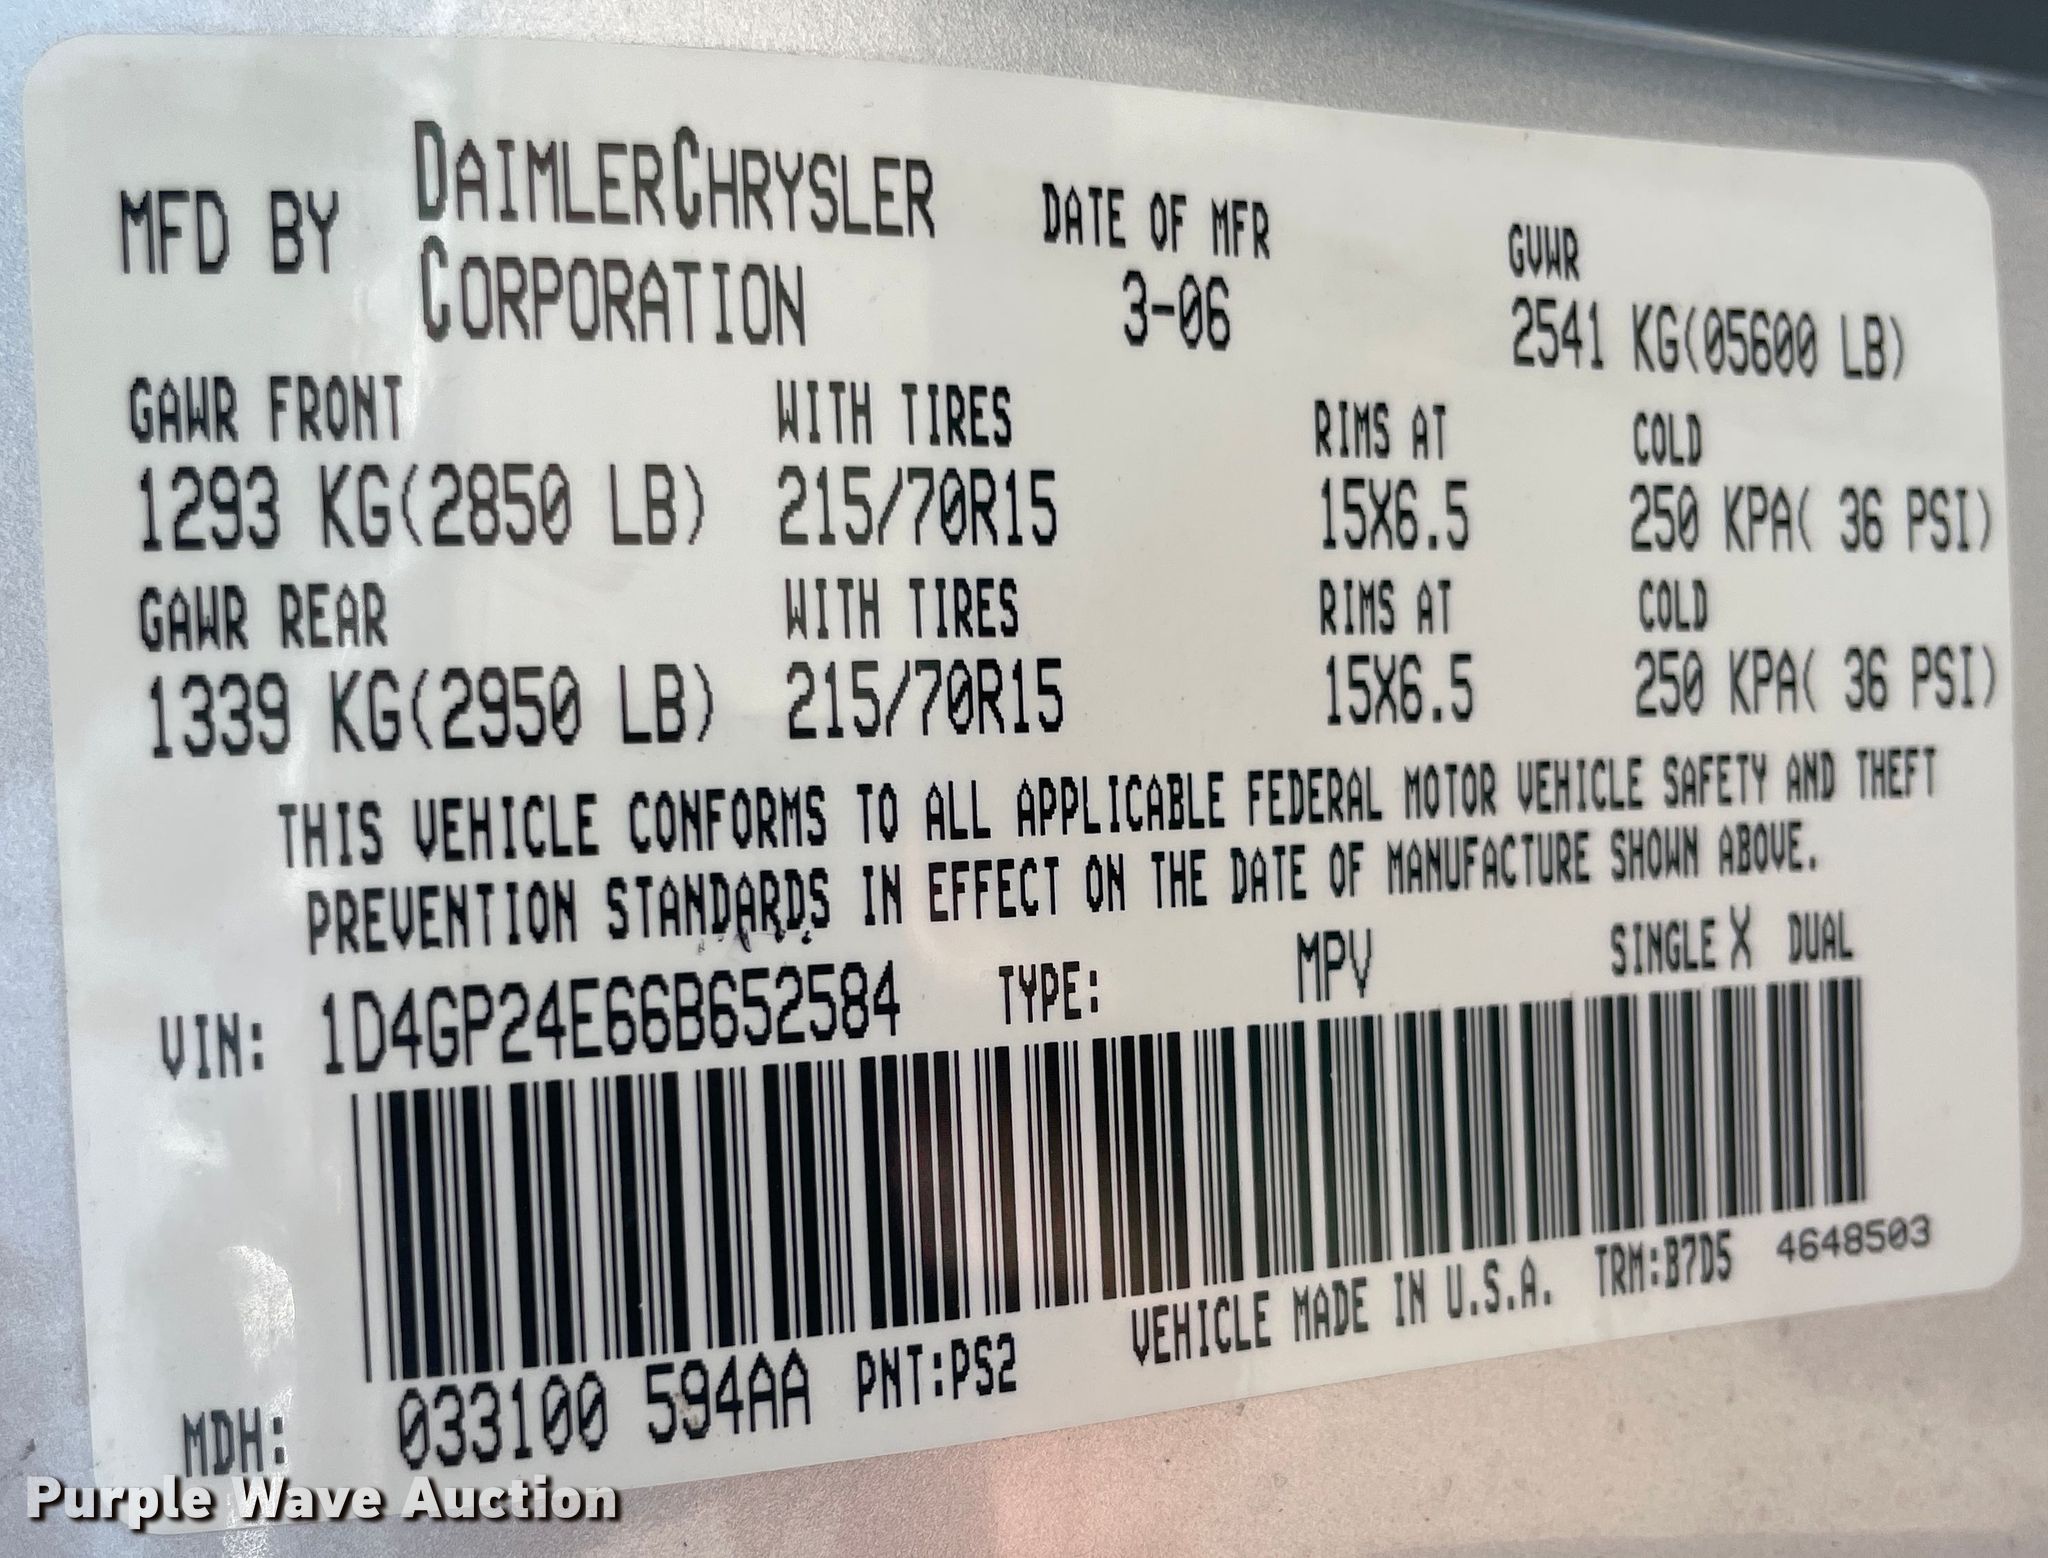 MFD BY DAIMLERCHRYSLER CORPORATION
DATE OF MFR
3-06
GVWR
2541 KG(05600 LB)
GAWR FRONT WITH TIRES RIMS AT COLD
1293 KG(2850 LB) 215/70R15 15X6.5 250 KPA( 36 PSI)
GAWR REAR WITH TIRES RIMS AT COLD
1339 KG(2950 LB) 215/70R15 15X6.5 250 KPA( 36 PSI)
THIS VEHICLE CONFORMS TO ALL APPLICABLE FEDERAL MOTOR VEHICLE SAFETY AND THEFT
PREVENTION STANDARDS IN EFFECT ON THE DATE OF MANUFACTURE SHOWN ABOVE.
VIN: 1D4GP24E66B652584 TYPE: MPV SINGLE X DUAL
MDH: 033100 594AA PNT:PS2 VEHICLE MADE IN U.S.A. TRM:B7D5 4648503
Purple Wave Auction